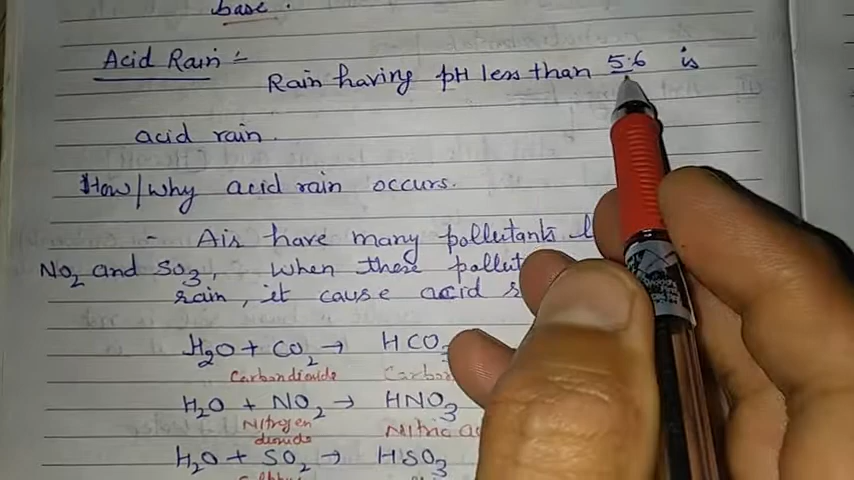 base.
Acid Rain :-
Rain having pH less than 5.6 is
acid rain.
How/why acid rain occurs.
- Air have many pollutants
NO2 and SO3, when these
rain, it cause acid
H2O + CO2 → HCO
Carbondioxide Carbo
H2O + NO2 → HNO3
Nitrogen Nitric
dioxide
H2O + SO2 → HSO3